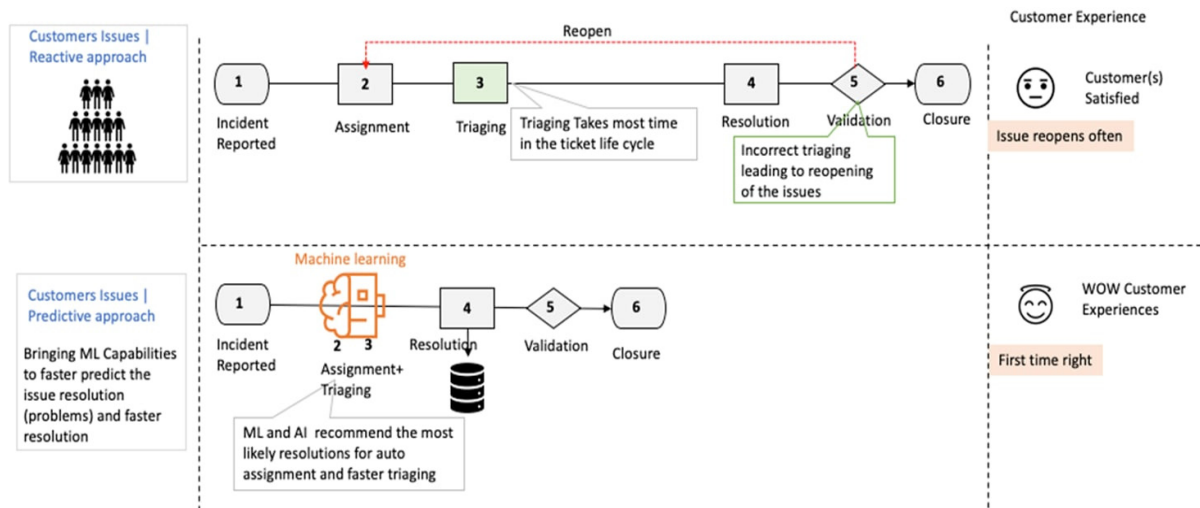 Customers Issues |
Reactive approach
Reopen
Customer Experience
1
2
3
4
5
6
Incident
Reported
Assignment
Triaging
Resolution
Validation
Closure
Triaging Takes most time
in the ticket life cycle
Incorrect triaging
leading to reopening
of the issues
Customer(s)
Satisfied
Issue reopens often
Customers Issues |
Predictive approach
Bringing ML Capabilities
to faster predict the
issue resolution
(problems) and faster
resolution
Machine learning
1
2 3
4
5
6
Incident
Reported
Assignment+
Triaging
Resolution
Validation
Closure
ML and AI recommend the most
likely resolutions for auto
assignment and faster triaging
WOW Customer
Experiences
First time right